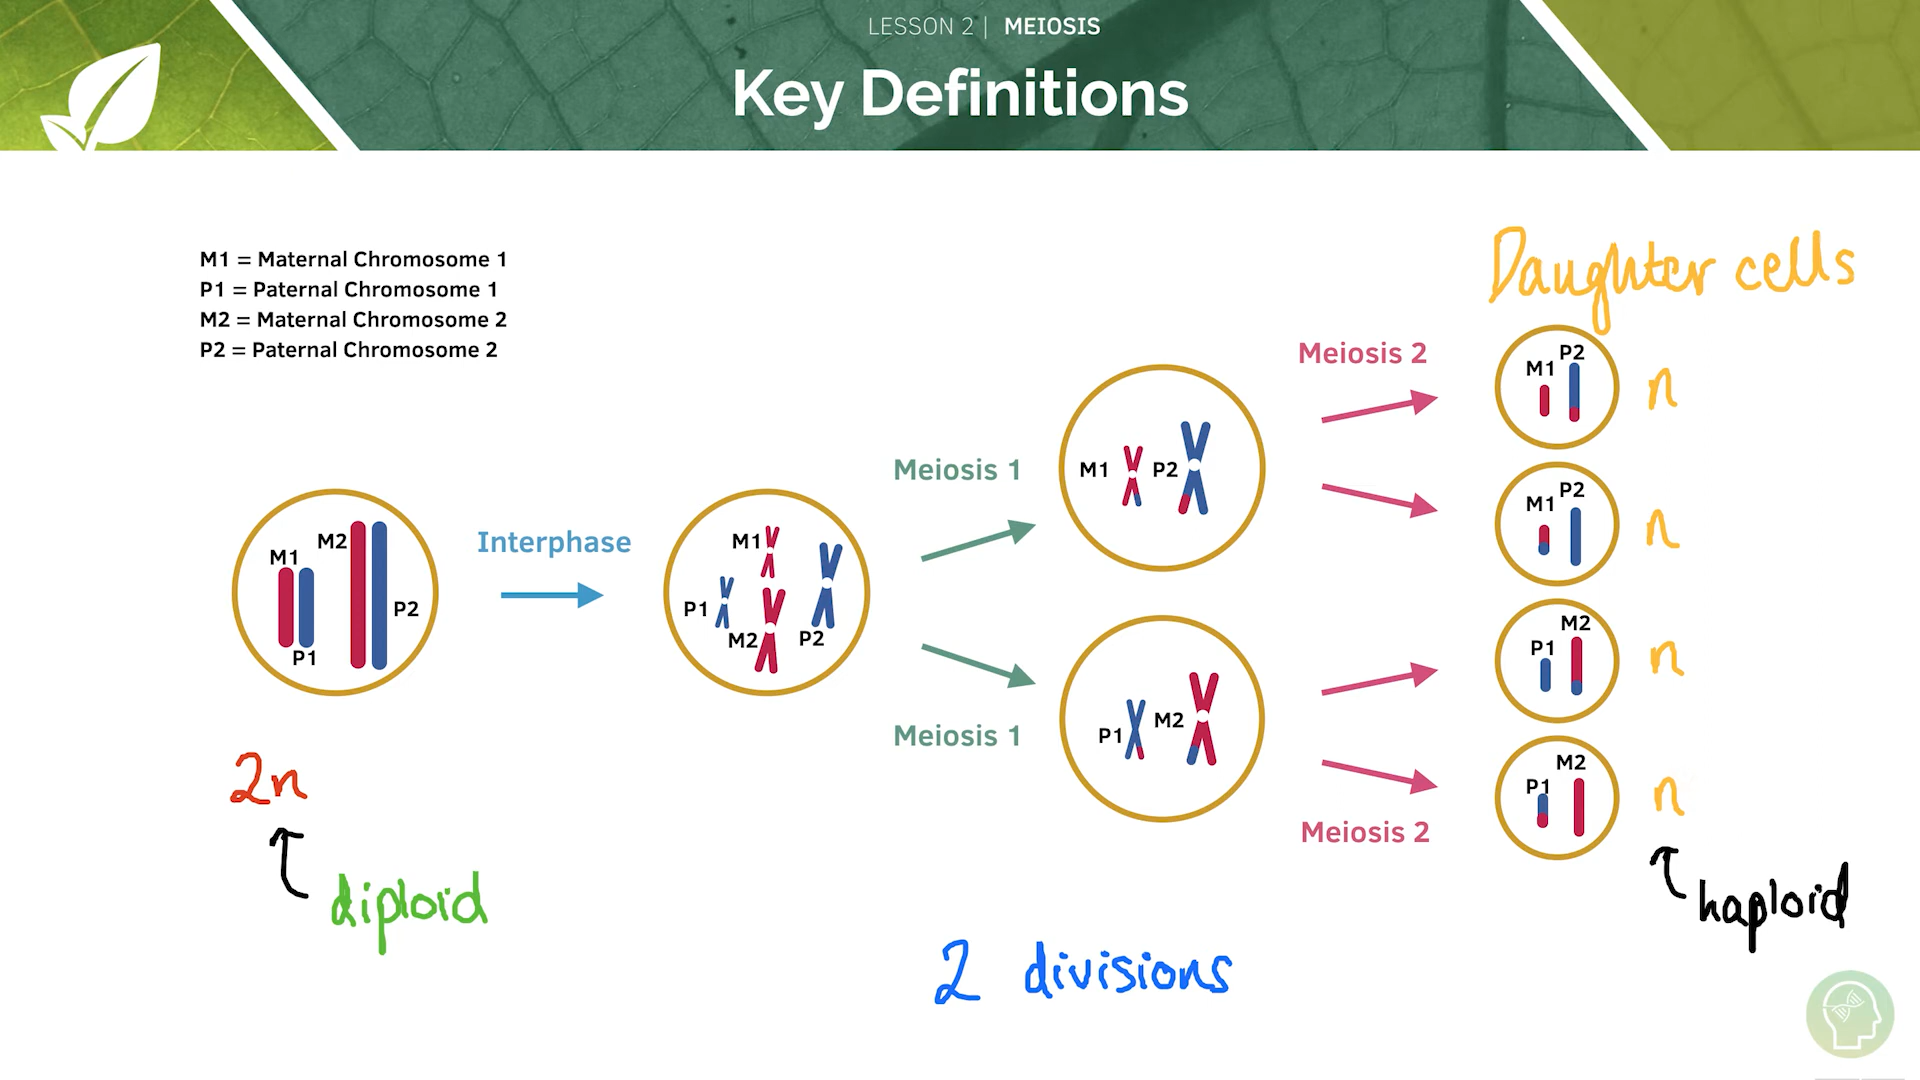 LESSON 2 | MEIOSIS
Key Definitions
M1 = Maternal Chromosome 1
P1 = Paternal Chromosome 1
M2 = Maternal Chromosome 2
P2 = Paternal Chromosome 2
Daughter cells
M1
P1
M2
P2
2n
diploid
Interphase
M1
P1
M2
P2
Meiosis 1
Meiosis 1
M1 P2
P1 M2
2 divisions
Meiosis 2
Meiosis 2
M1 P2
n
M1 P2
n
P1 M2
n
P1 M2
n
haploid